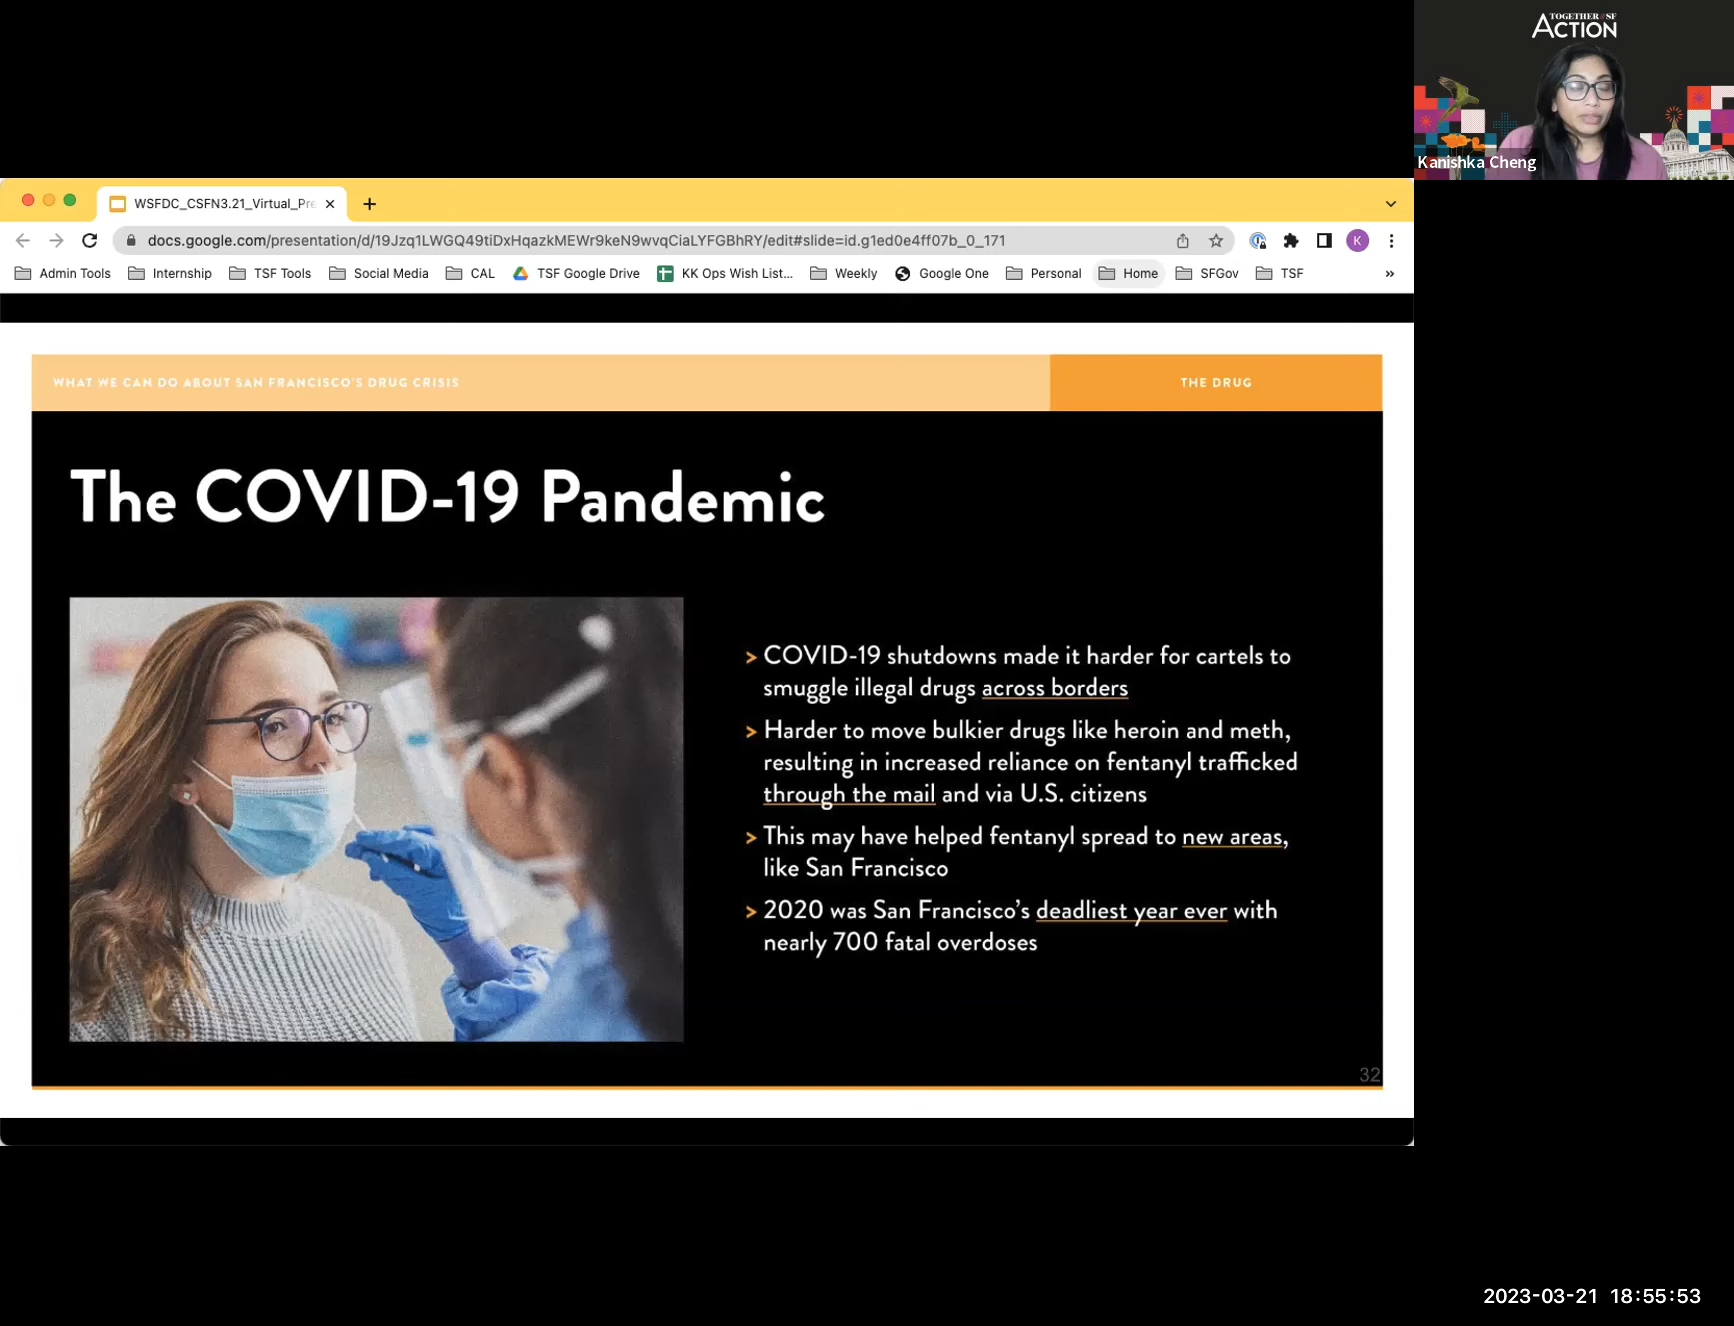 TOGETHER SF
ACTION
Kanishka Cheng
WSFDC_CSFN3.21_Virtual_Pre
docs.google.com/presentation/d/19Jzq1LWGQ49tiDxHqazkMEWr9keN9wvqCiaLYFGBhRY/edit#slide=id.g1ed0e4ff07b_0_171
K
Admin Tools Internship TSF Tools Social Media CAL TSF Google Drive KK Ops Wish List... Weekly Google One Personal Home SFGov TSF »
WHAT WE CAN DO ABOUT SAN FRANCISCO'S DRUG CRISIS
THE DRUG
The COVID-19 Pandemic
> COVID-19 shutdowns made it harder for cartels to
smuggle illegal drugs across borders
> Harder to move bulkier drugs like heroin and meth,
resulting in increased reliance on fentanyl trafficked
through the mail and via U.S. citizens
> This may have helped fentanyl spread to new areas,
like San Francisco
> 2020 was San Francisco's deadliest year ever with
nearly 700 fatal overdoses
32
2023-03-21 18:55:53